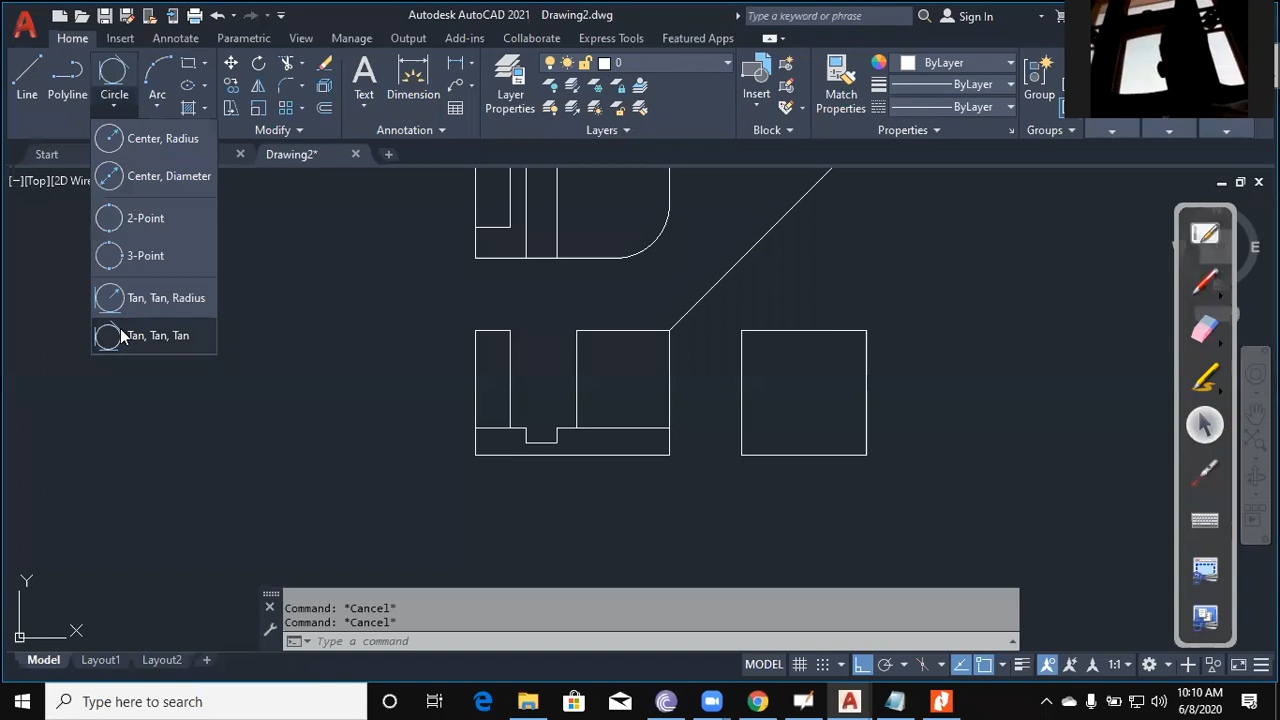 Autodesk AutoCAD 2021 Drawing2.dwg
Type a keyword or phrase
Sign In
Home Insert Annotate Parametric View Manage Output Add-ins Collaborate Express Tools Featured Apps
Line Polyline Circle Arc
Text Dimension
Layer
Properties
0
Insert
Match
Properties
ByLayer
ByLayer
ByLayer
Group
Modify Annotation Layers Block Properties Groups
Start Drawing2*
[−][Top][2D Wire
Center, Radius
Center, Diameter
2-Point
3-Point
Tan, Tan, Radius
Tan, Tan, Tan
W E
Y
X
Command: *Cancel*
Command: *Cancel*
Type a command
Model Layout1 Layout2
MODEL
1:1
Type here to search
10:10 AM
6/8/2020